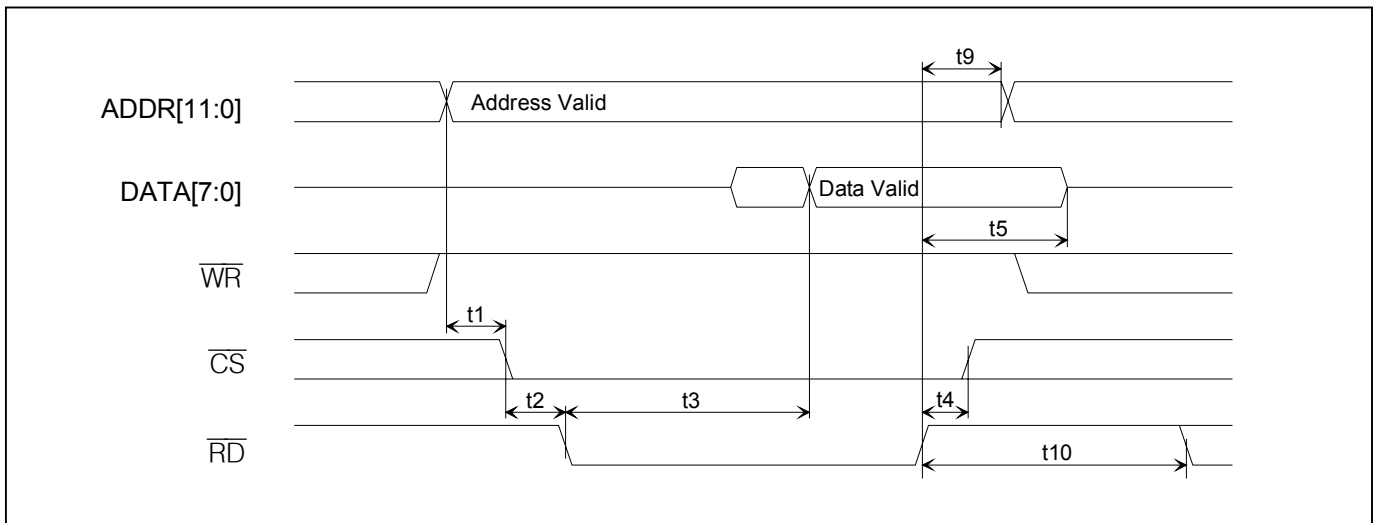 t9
ADDR[11:0]
Address Valid
DATA[7:0]
Data Valid
t5
WR
t1
CS
t2
t3
t4
RD
t10